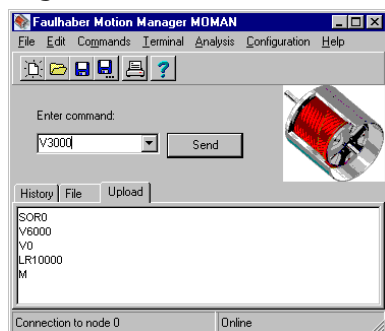 Faulhaber Motion Manager MOMAN
File Edit Commands Terminal Analysis Configuration Help
Enter command:
V3000 Send
History File Upload
SOR0
V6000
V0
LR10000
M
Connection to node 0 Online